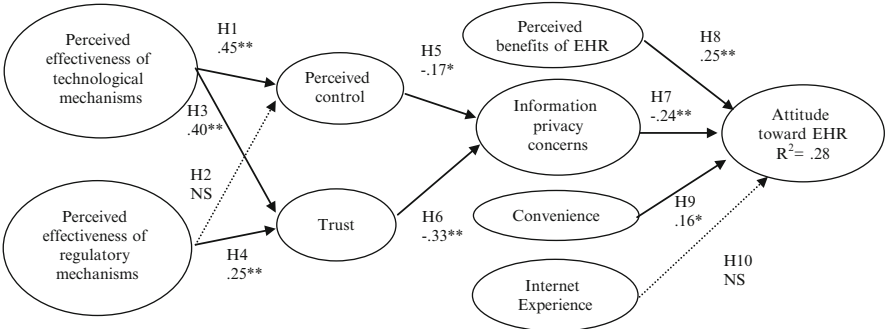 Perceived
effectiveness of
technological
mechanisms
H1
.45**
H3
.40**
H2
NS
Perceived
effectiveness of
regulatory
mechanisms
H4
.25**
Perceived
control
Trust
H5
-.17*
H6
-.33**
Perceived
benefits of EHR
Information
privacy
concerns
Convenience
Internet
Experience
H8
.25**
H7
-.24**
H9
.16*
H10
NS
Attitude
toward EHR
R²= .28